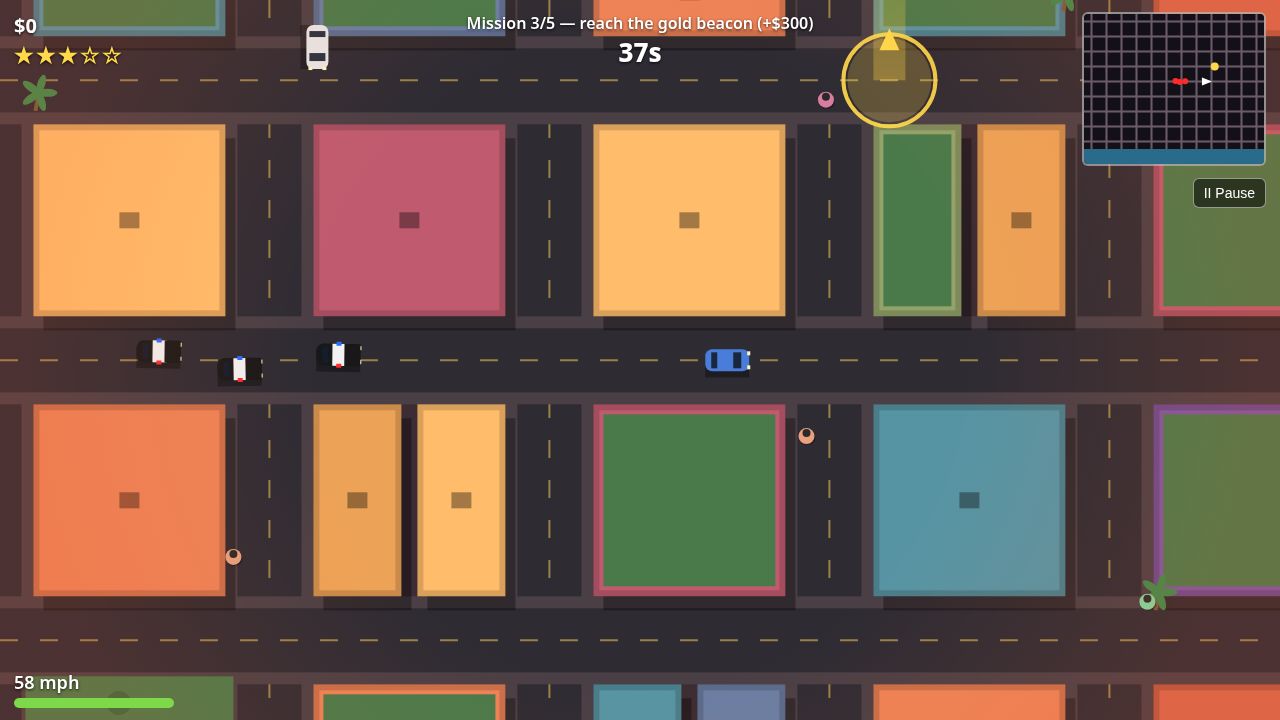 $0
Mission 3/5 — reach the gold beacon (+$300)
37s
II Pause
58 mph